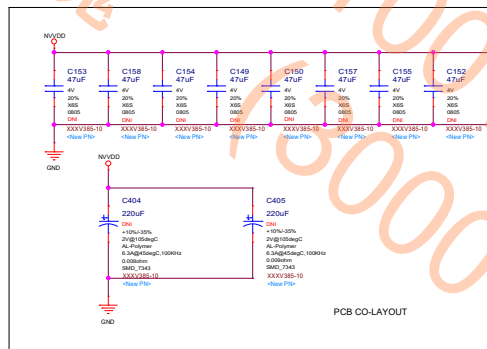 NVVDD
C153 C158 C154 C149 C150 C157 C155 C152
47uF 47uF 47uF 47uF 47uF 47uF 47uF 47uF
4V 4V 4V 4V 4V 4V 4V 4V
20% 20% 20% 20% 20% 20% 20% 20%
X6S X6S X6S X6S X6S X6S X6S X6S
0805 0805 0805 0805 0805 0805 0805 0805
DNI DNI DNI DNI DNI DNI DNI DNI
XXXV385-10 XXXV385-10 XXXV385-10 XXXV385-10 XXXV385-10 XXXV385-10 XXXV385-10 XXXV385-10
<New PN> <New PN> <New PN> <New PN> <New PN> <New PN> <New PN> <New PN>
GND
NVVDD
C404 C405
220uF 220uF
DNI DNI
+10%/-35% +10%/-35%
2V@105degC 2V@105degC
AL-Polymer AL-Polymer
6.3A@45degC,100KHz 6.3A@45degC,100KHz
0.009ohm 0.009ohm
SMD_7343 SMD_7343
XXXV385-10 XXXV385-10
<New PN> <New PN>
GND
PCB CO-LAYOUT